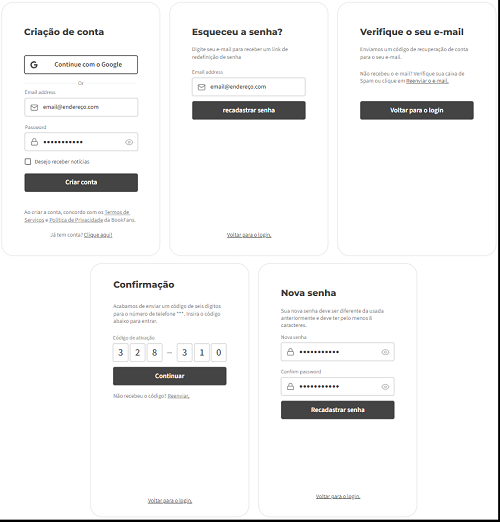 Criação de conta
Continue com o Google
Or
Email address
email@endereço.com
Password
Desejo receber notícias
Criar conta
Ao criar a conta, concordo com os Termos de
Serviços e Política de Privacidade da BookFans.
Já tem conta? Clique aqui!
Esqueceu a senha?
Digite seu e-mail para receber um link de
redefinição de senha
Email address
email@endereço.com
recadastrar senha
Voltar para o login.
Verifique o seu e-mail
Enviamos um código de recuperação de conta
para o seu e-mail.
Não recebeu o e-mail? Verifique sua caixa de
Spam ou clique em Reenviar o e-mail.
Voltar para o login
Confirmação
Acabamos de enviar um código de seis dígitos
para o número de telefone ***. Insira o código
abaixo para entrar.
Código de ativação
3 2 8 – 3 1 0
Continuar
Não recebeu o código? Reenviar.
Voltar para o login.
Nova senha
Sua nova senha deve ser diferente da usada
anteriormente e deve ter pelo menos 8
caracteres.
Nova senha
Confirm password
Recadastrar senha
Voltar para o login.